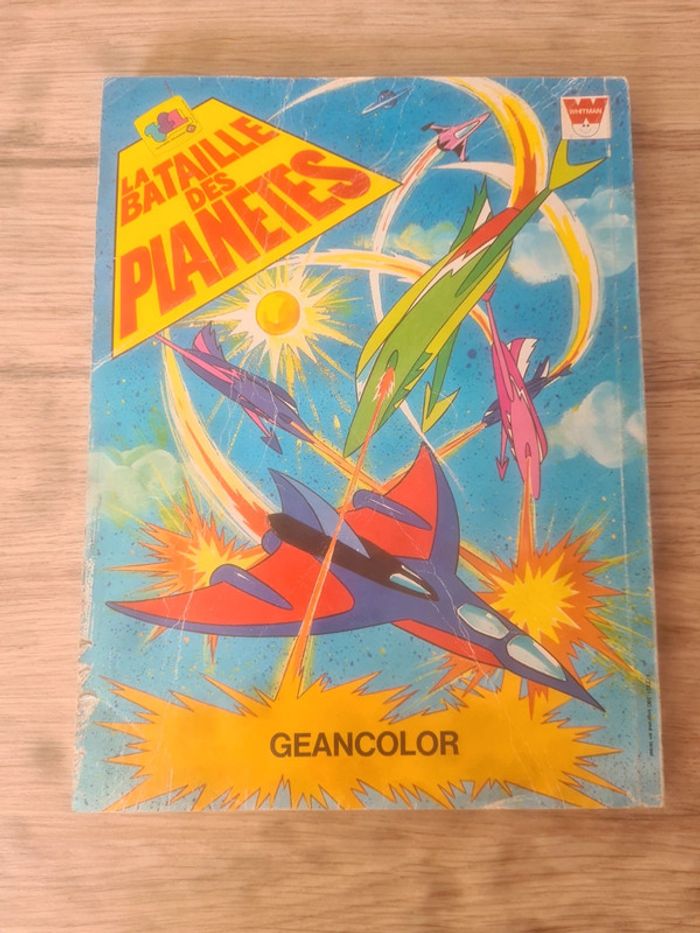 LA
BATAILLE
DES
PLANETES
WHITMAN
GEANCOLOR